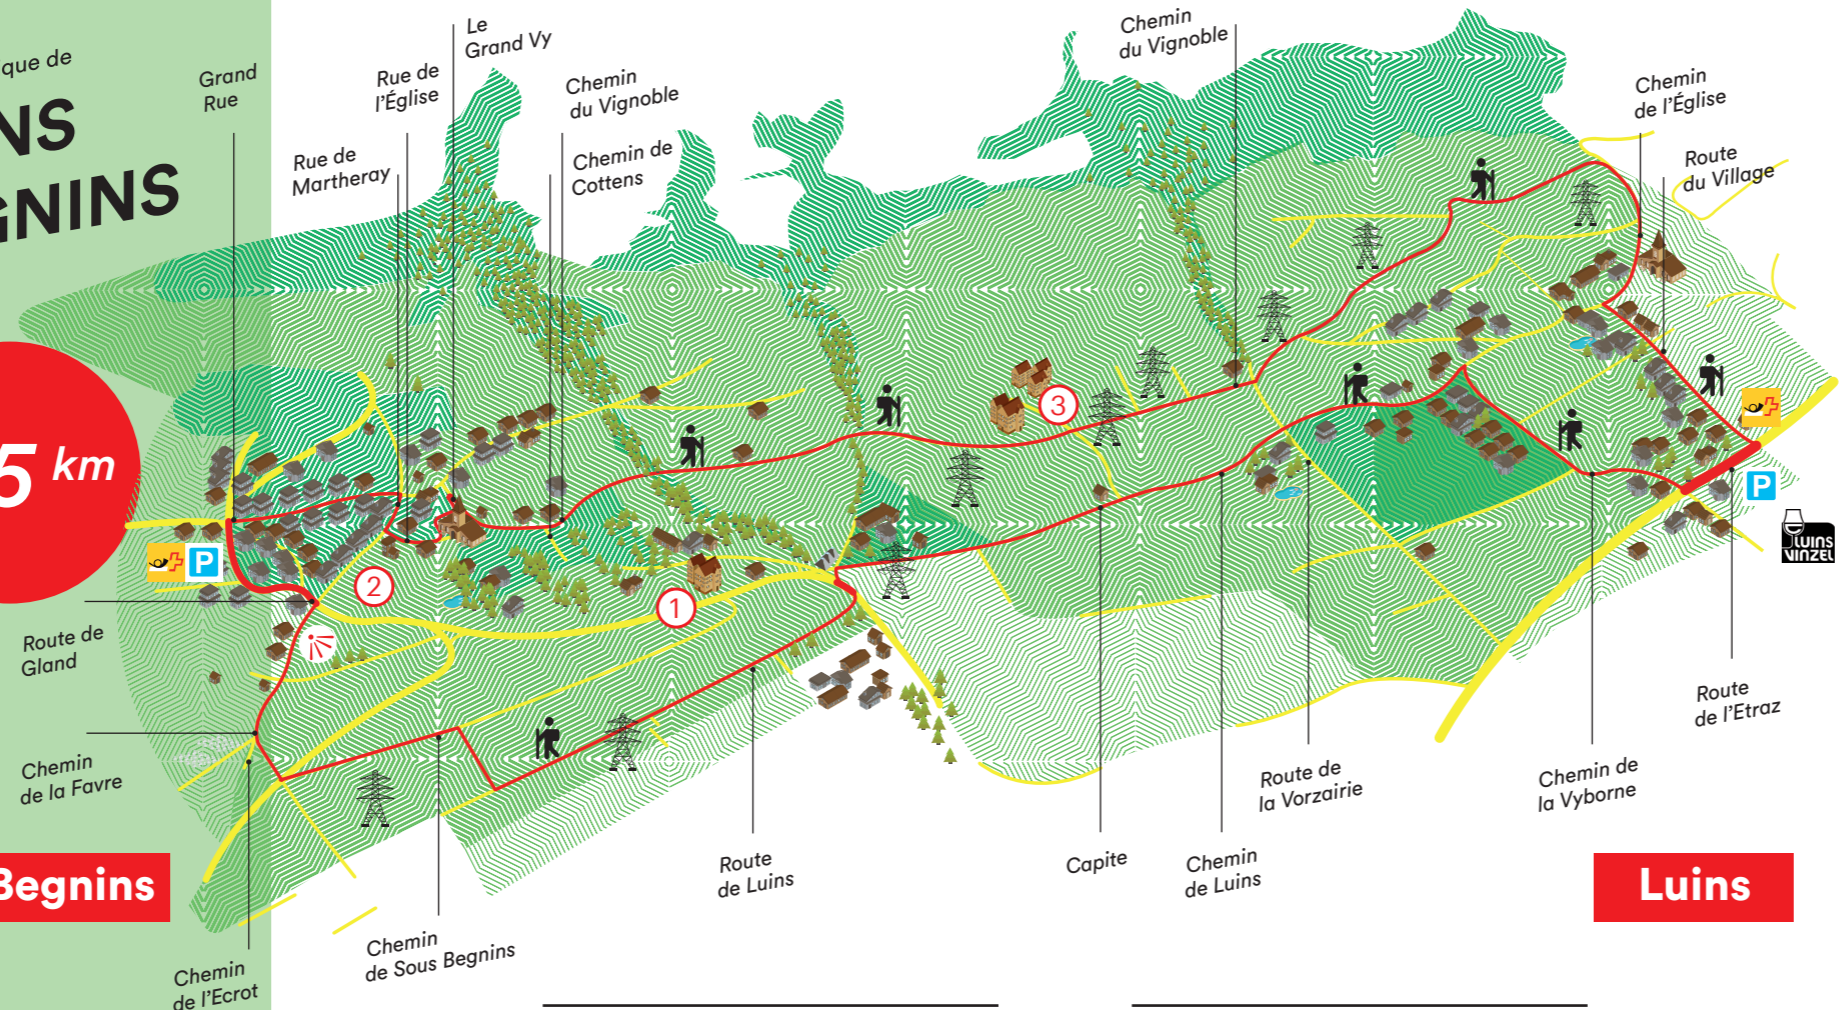 que de
NS
GNINS
5 km
Grand
Rue
Rue de
Martheray
Rue de
l'Église
Le
Grand Vy
Chemin
du Vignoble
Chemin de
Cottens
Chemin
du Vignoble
Chemin
de l'Église
Route
du Village
3
2
1
P
P
LUINS
VINZEL
Route de
Gland
Chemin
de la Favre
Begnins
Chemin
de l'Ecrot
Chemin
de Sous Begnins
Route
de Luins
Capite
Chemin
de Luins
Route de
la Vorzairie
Chemin de
la Vyborne
Route
de l'Etraz
Luins